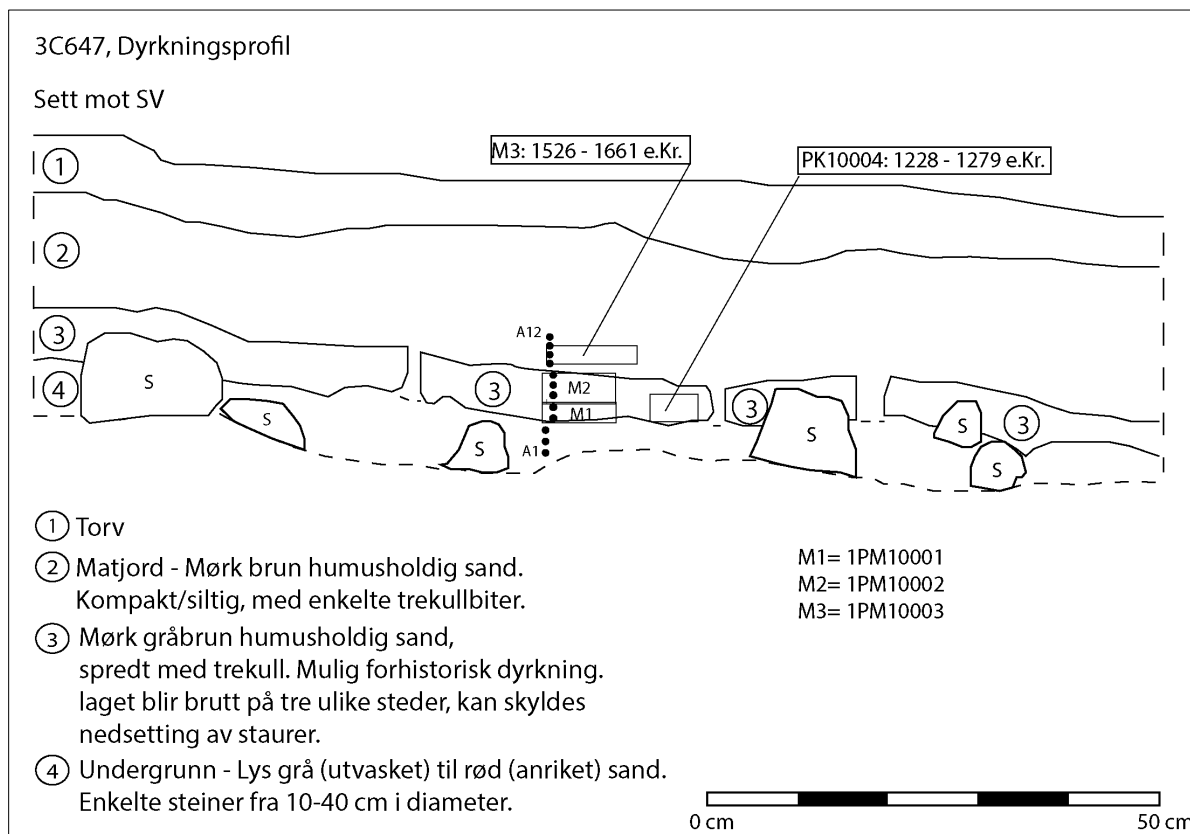 3C647, Dyrkningsprofil
Sett mot SV
M3: 1526 - 1661 e.Kr.
PK10004: 1228 - 1279 e.Kr.
1
2
3
4
S
S
A12
3
M2
M1
A1
S
3
S
S
3
S
1 Torv
2 Matjord - Mørk brun humusholdig sand.
Kompakt/siltig, med enkelte trekullbiter.
3 Mørk gråbrun humusholdig sand,
spredt med trekull. Mulig forhistorisk dyrkning.
laget blir brutt på tre ulike steder, kan skyldes
nedsetting av staurer.
4 Undergrunn - Lys grå (utvasket) til rød (anriket) sand.
Enkelte steiner fra 10-40 cm i diameter.
M1= 1PM10001
M2= 1PM10002
M3= 1PM10003
0 cm
50 cm